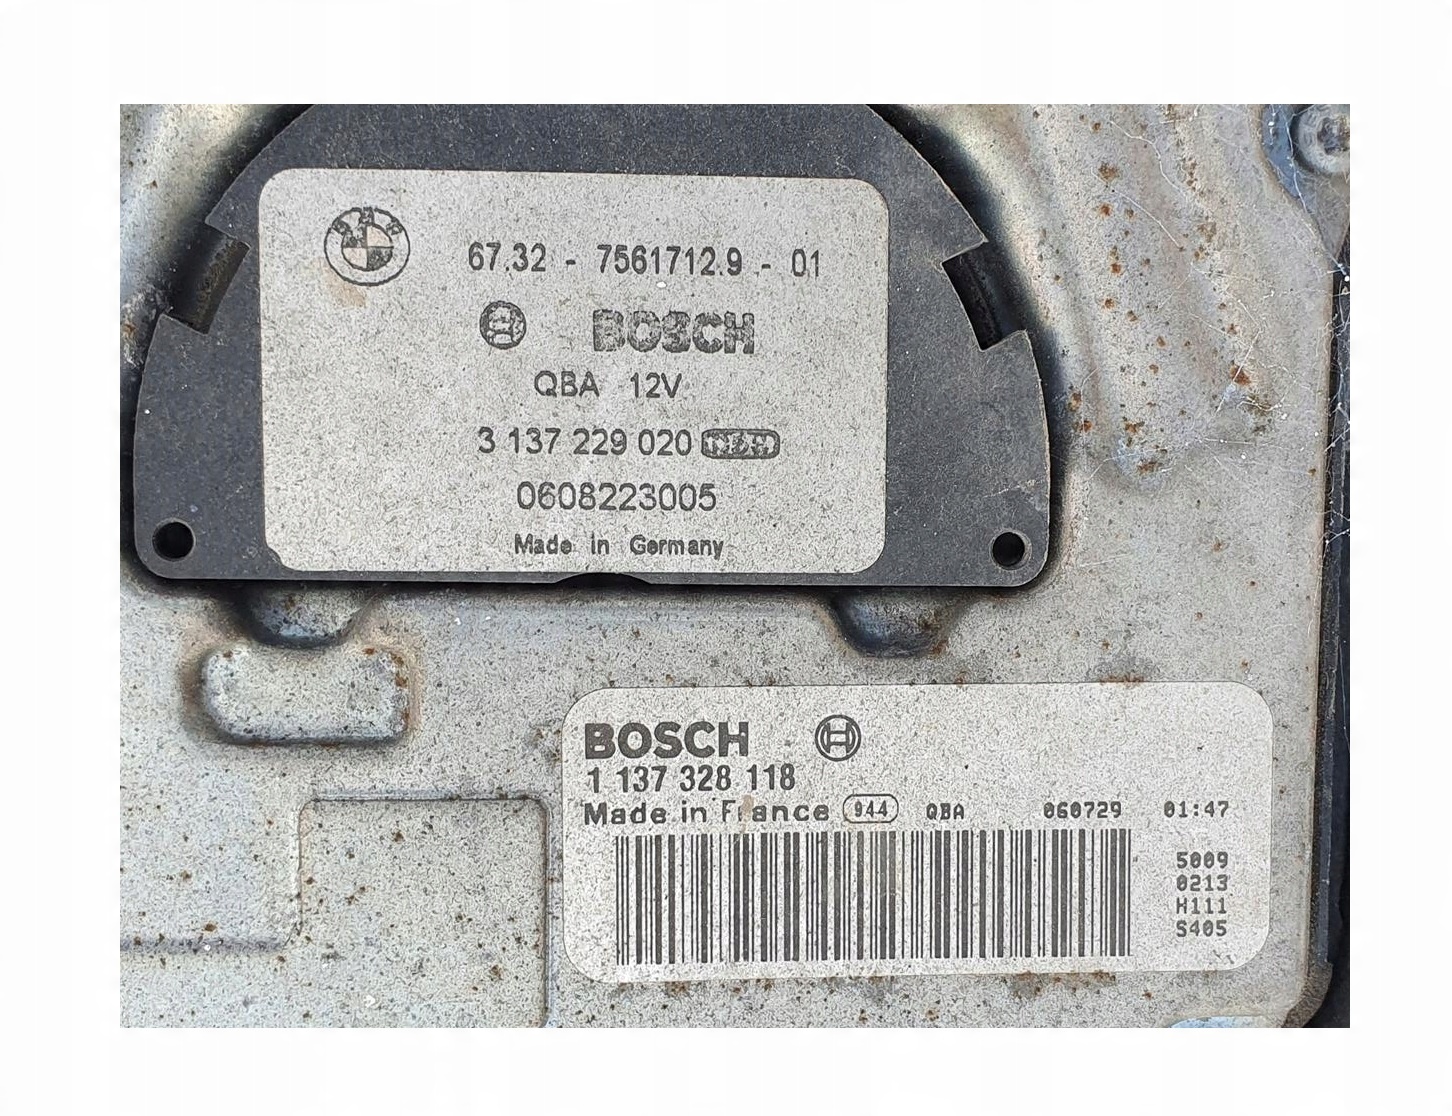 BMW
67.32 - 7561712.9 - 01
BOSCH
QBA 12V
3 137 229 020
0608223005
Made in Germany
BOSCH
1 137 328 118
Made in France 944 QBA 060729 01:47
5009
0213
H111
S405